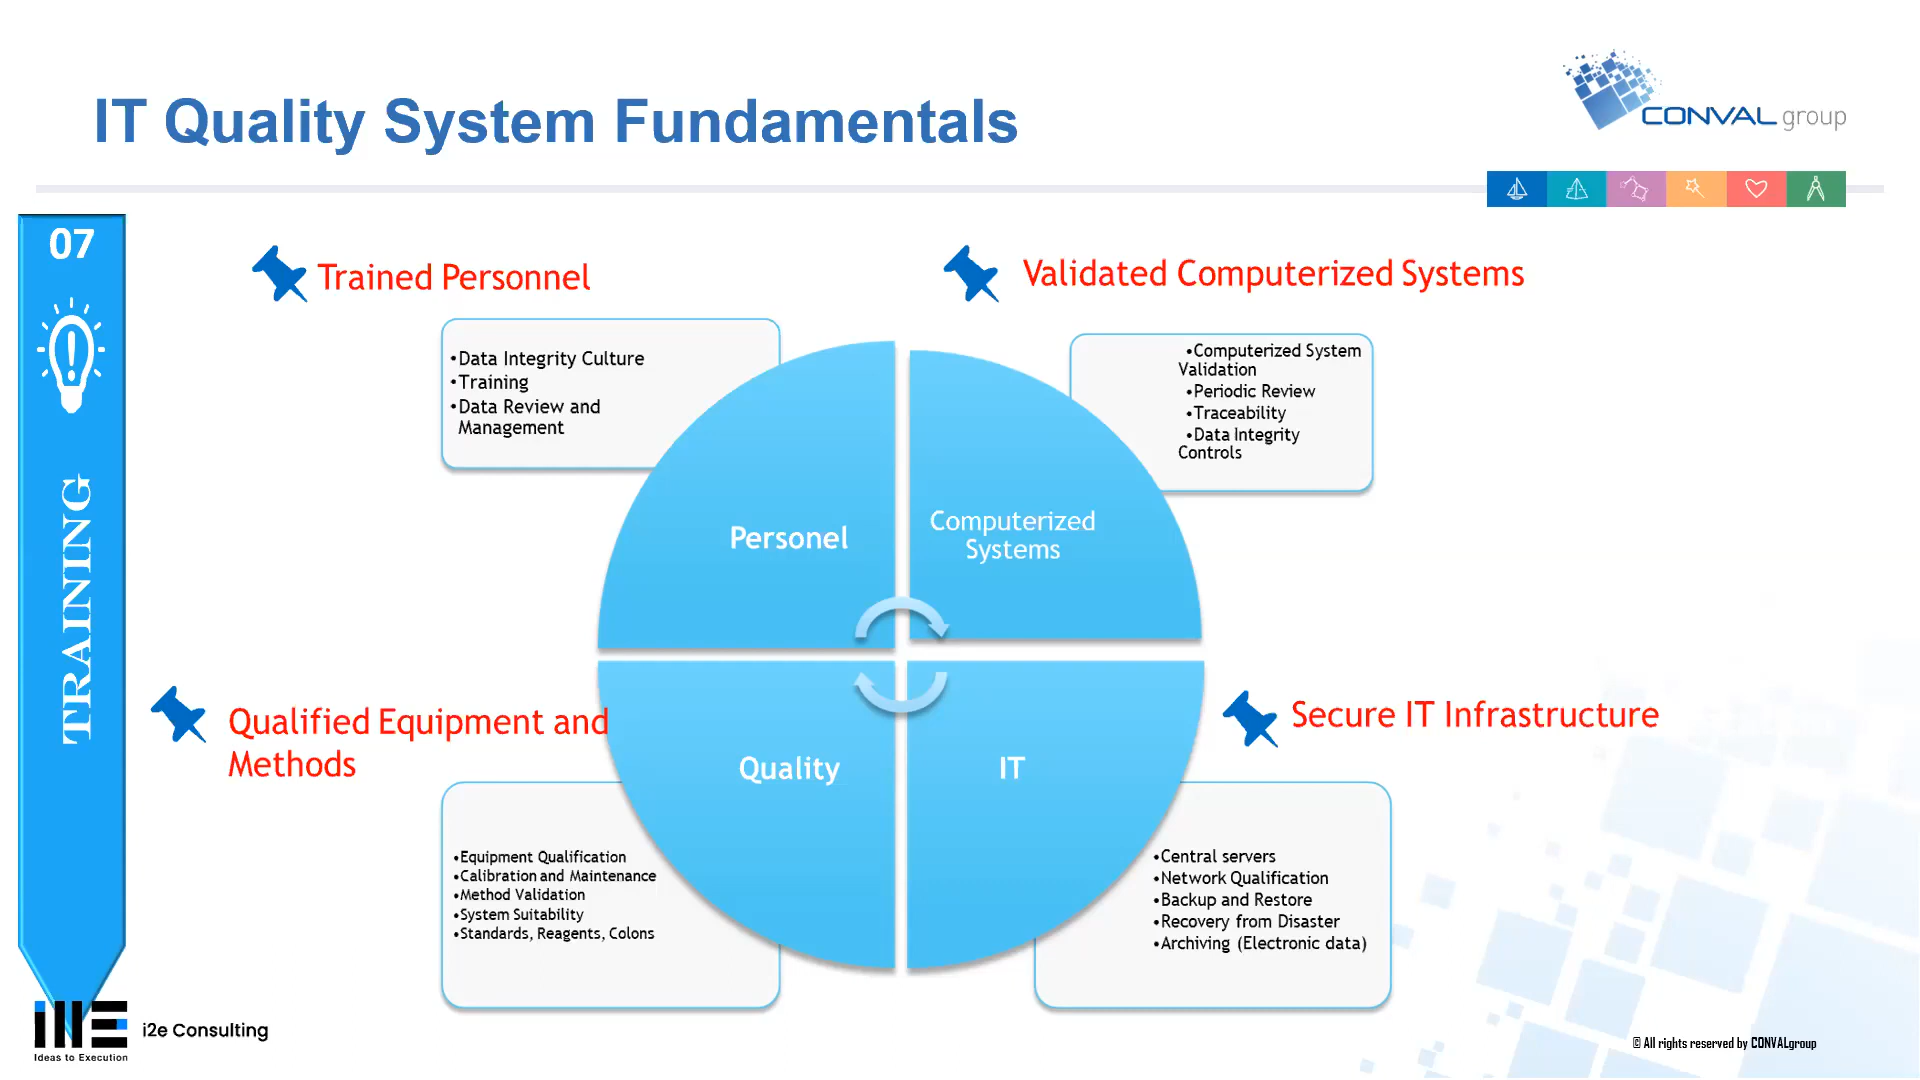 IT Quality System Fundamentals
CONVAL group
07
TRAINING
Trained Personnel
•Data Integrity Culture
•Training
•Data Review and
Management
Validated Computerized Systems
•Computerized System
Validation
•Periodic Review
•Traceability
•Data Integrity
Controls
Personel
Computerized
Systems
Quality
IT
Qualified Equipment and
Methods
•Equipment Qualification
•Calibration and Maintenance
•Method Validation
•System Suitability
•Standards, Reagents, Colons
Secure IT Infrastructure
•Central servers
•Network Qualification
•Backup and Restore
•Recovery from Disaster
•Archiving (Electronic data)
i2e Consulting
Ideas to Execution
© All rights reserved by CONVALgroup